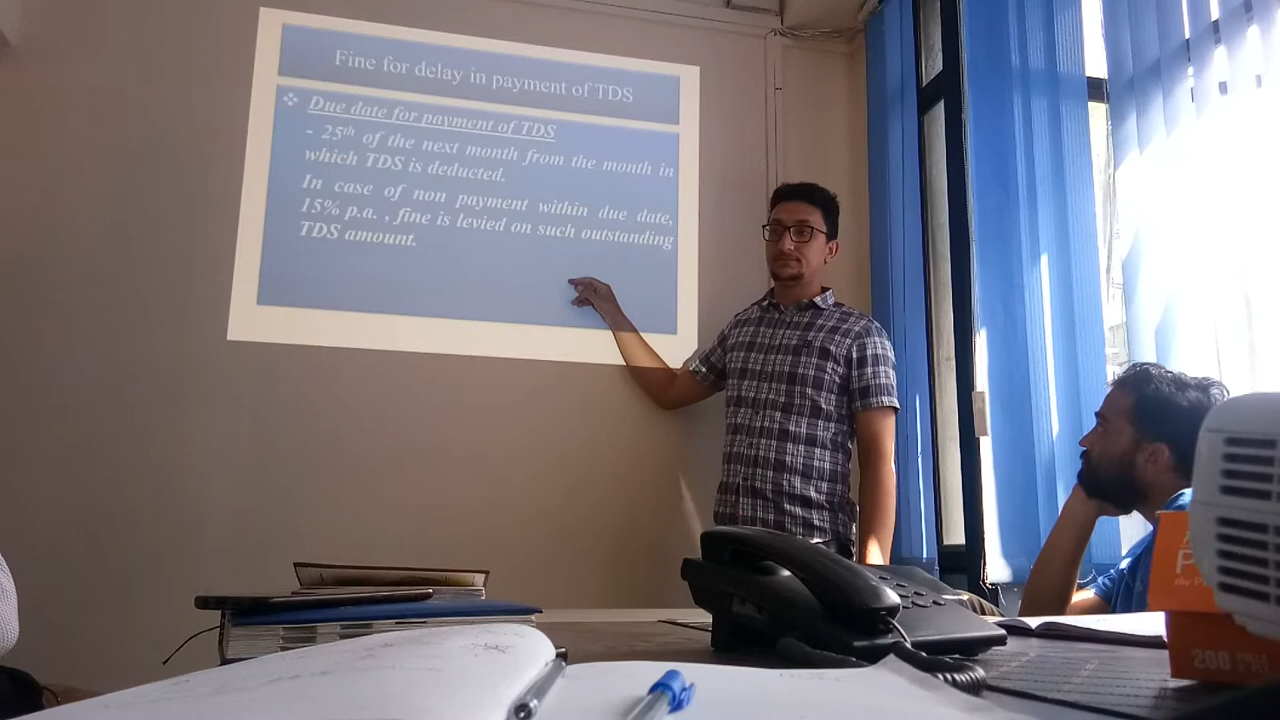 Fine for delay in payment of TDS
❖ Due date for payment of TDS
- 25th of the next month from the month in
which TDS is deducted.
In case of non payment within due date,
15% p.a. , fine is levied on such outstanding
TDS amount.
200